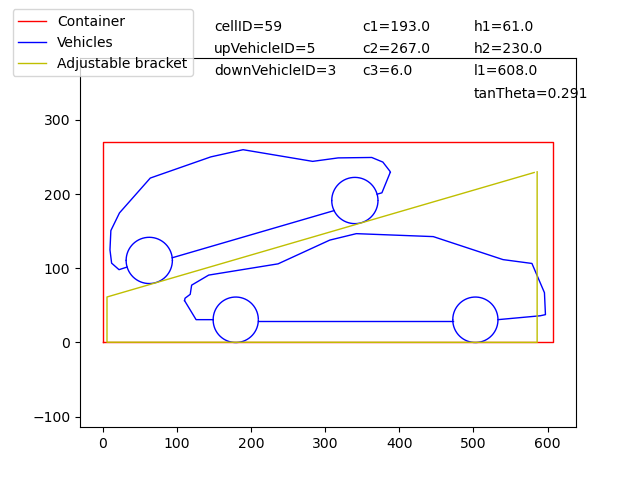 Container
Vehicles
Adjustable bracket
cellID=59 c1=193.0 h1=61.0
upVehicleID=5 c2=267.0 h2=230.0
downVehicleID=3 c3=6.0 l1=608.0
tanTheta=0.291
300
200
100
0
−100
0 100 200 300 400 500 600